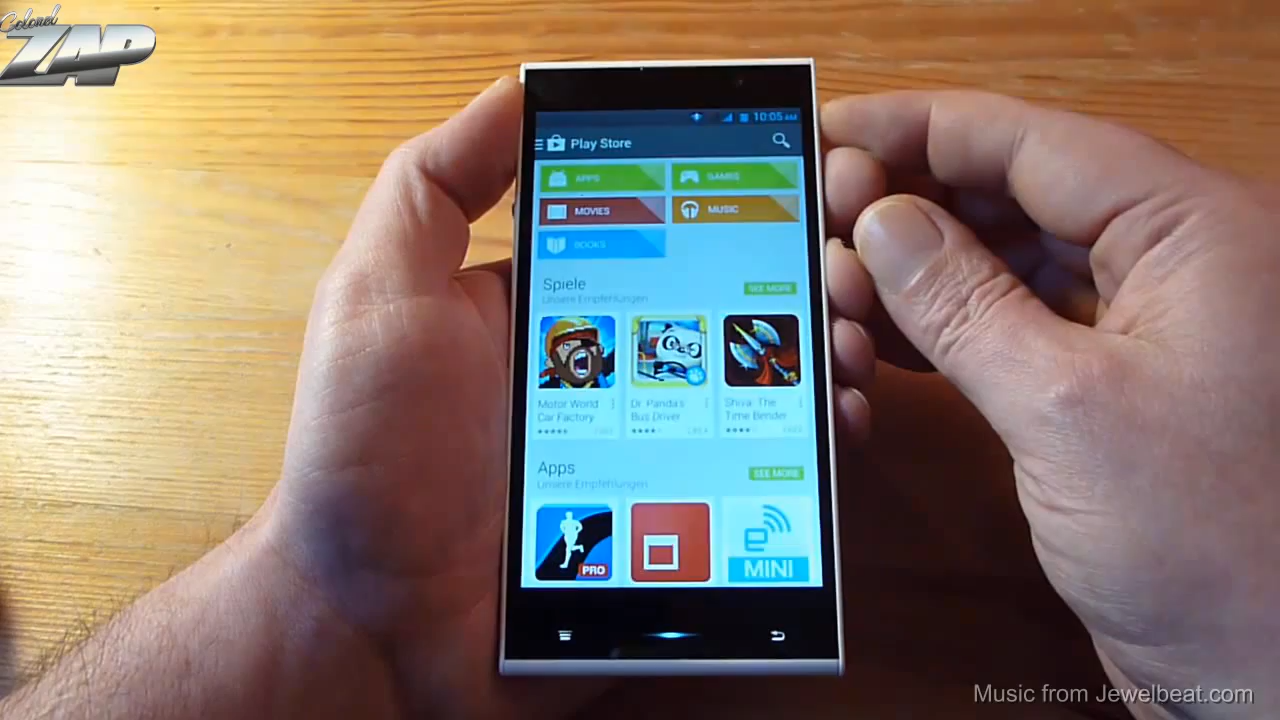 Colonel
ZAP
10:05 AM
Play Store
APPS
GAMES
MOVIES
MUSIC
BOOKS
Spiele
SEE MORE
Unsere Empfehlungen
Motor World
Car Factory
Dr. Panda's
Bus Driver
Shiva: The
Time Bender
Apps
SEE MORE
Unsere Empfehlungen
PRO
e
MINI
Music from Jewelbeat.com